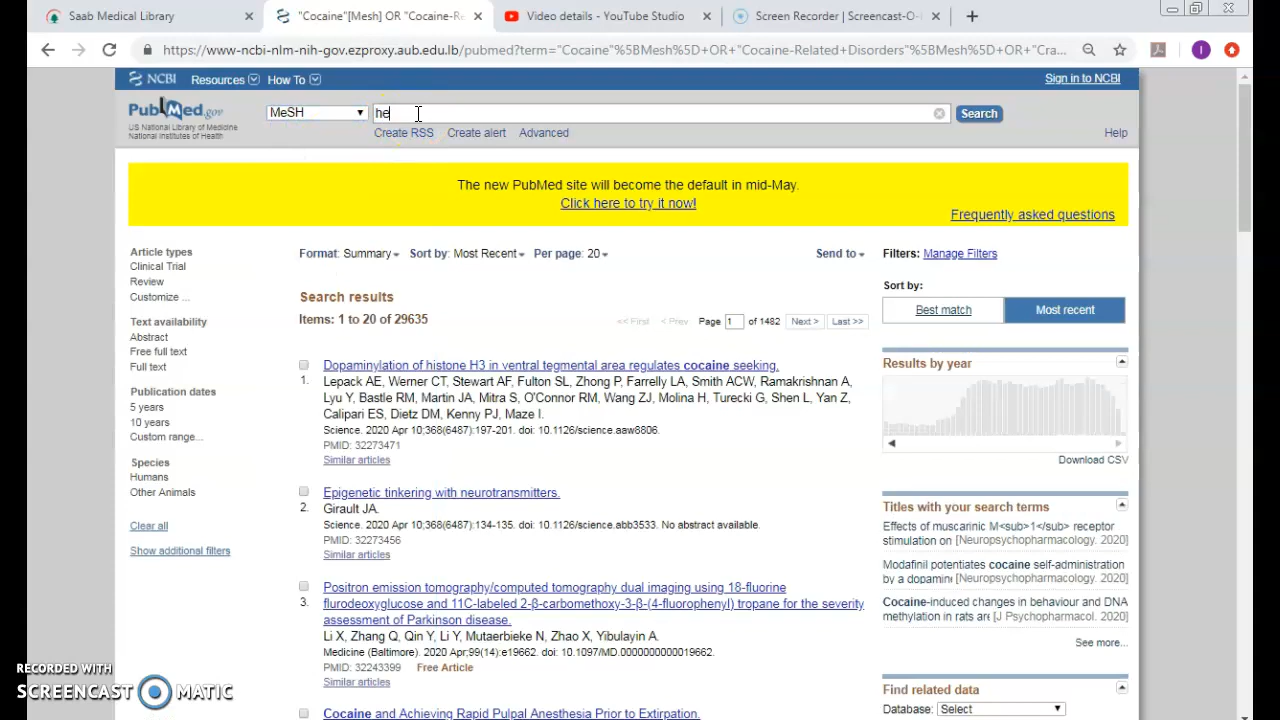 Saab Medical Library
"Cocaine"[Mesh] OR "Cocaine-Re
Video details - YouTube Studio
Screen Recorder | Screencast-O-
https://www-ncbi-nlm-nih-gov.ezproxy.aub.edu.lb/pubmed?term="Cocaine"%5BMesh%5D+OR+"Cocaine-Related+Disorders"%5BMesh%5D+OR+"Cra...
NCBI Resources How To Sign in to NCBI
PubMed.gov
US National Library of Medicine
National Institutes of Health
MeSH he Search
Create RSS Create alert Advanced Help
The new PubMed site will become the default in mid-May.
Click here to try it now!
Frequently asked questions
Article types
Clinical Trial
Review
Customize ...
Text availability
Abstract
Free full text
Full text
Publication dates
5 years
10 years
Custom range...
Species
Humans
Other Animals
Clear all
Show additional filters
Format: Summary Sort by: Most Recent Per page: 20 Send to
Search results
Items: 1 to 20 of 29635
<< First < Prev Page 1 of 1482 Next > Last >>
Dopaminylation of histone H3 in ventral tegmental area regulates cocaine seeking.
1. Lepack AE, Werner CT, Stewart AF, Fulton SL, Zhong P, Farrelly LA, Smith ACW, Ramakrishnan A,
Lyu Y, Bastle RM, Martin JA, Mitra S, O'Connor RM, Wang ZJ, Molina H, Turecki G, Shen L, Yan Z,
Calipari ES, Dietz DM, Kenny PJ, Maze I.
Science. 2020 Apr 10;368(6487):197-201. doi: 10.1126/science.aaw8806.
PMID: 32273471
Similar articles
Epigenetic tinkering with neurotransmitters.
2. Girault JA.
Science. 2020 Apr 10;368(6487):134-135. doi: 10.1126/science.abb3533. No abstract available.
PMID: 32273456
Similar articles
Positron emission tomography/computed tomography dual imaging using 18-fluorine
3. flurodeoxyglucose and 11C-labeled 2-β-carbomethoxy-3-β-(4-fluorophenyl) tropane for the severity
assessment of Parkinson disease.
Li X, Zhang Q, Qin Y, Li Y, Mutaerbieke N, Zhao X, Yibulayin A.
Medicine (Baltimore). 2020 Apr;99(14):e19662. doi: 10.1097/MD.0000000000019662.
PMID: 32243399 Free Article
Similar articles
Cocaine and Achieving Rapid Pulpal Anesthesia Prior to Extirpation.
Filters: Manage Filters
Sort by:
Best match Most recent
Results by year
Download CSV
Titles with your search terms
Effects of muscarinic M<sub>1</sub> receptor
stimulation on [Neuropsychopharmacology. 2020]
Modafinil potentiates cocaine self-administration
by a dopamine [Neuropsychopharmacology. 2020]
Cocaine-induced changes in behaviour and DNA
methylation in rats are [J Psychopharmacol. 2020]
See more...
Find related data
Database: Select
RECORDED WITH
SCREENCAST MATIC